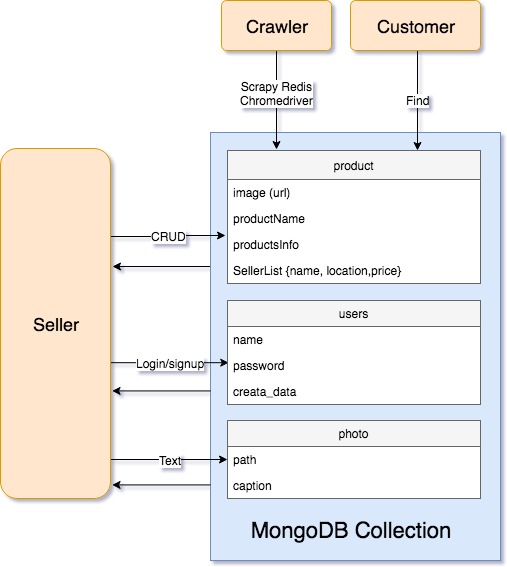 Crawler
Customer
Scrapy Redis
Chromedriver
Find
product
image (url)
productName
productsInfo
SellerList {name, location,price}
CRUD
Seller
users
name
password
creata_data
Login/signup
photo
path
caption
Text
MongoDB Collection